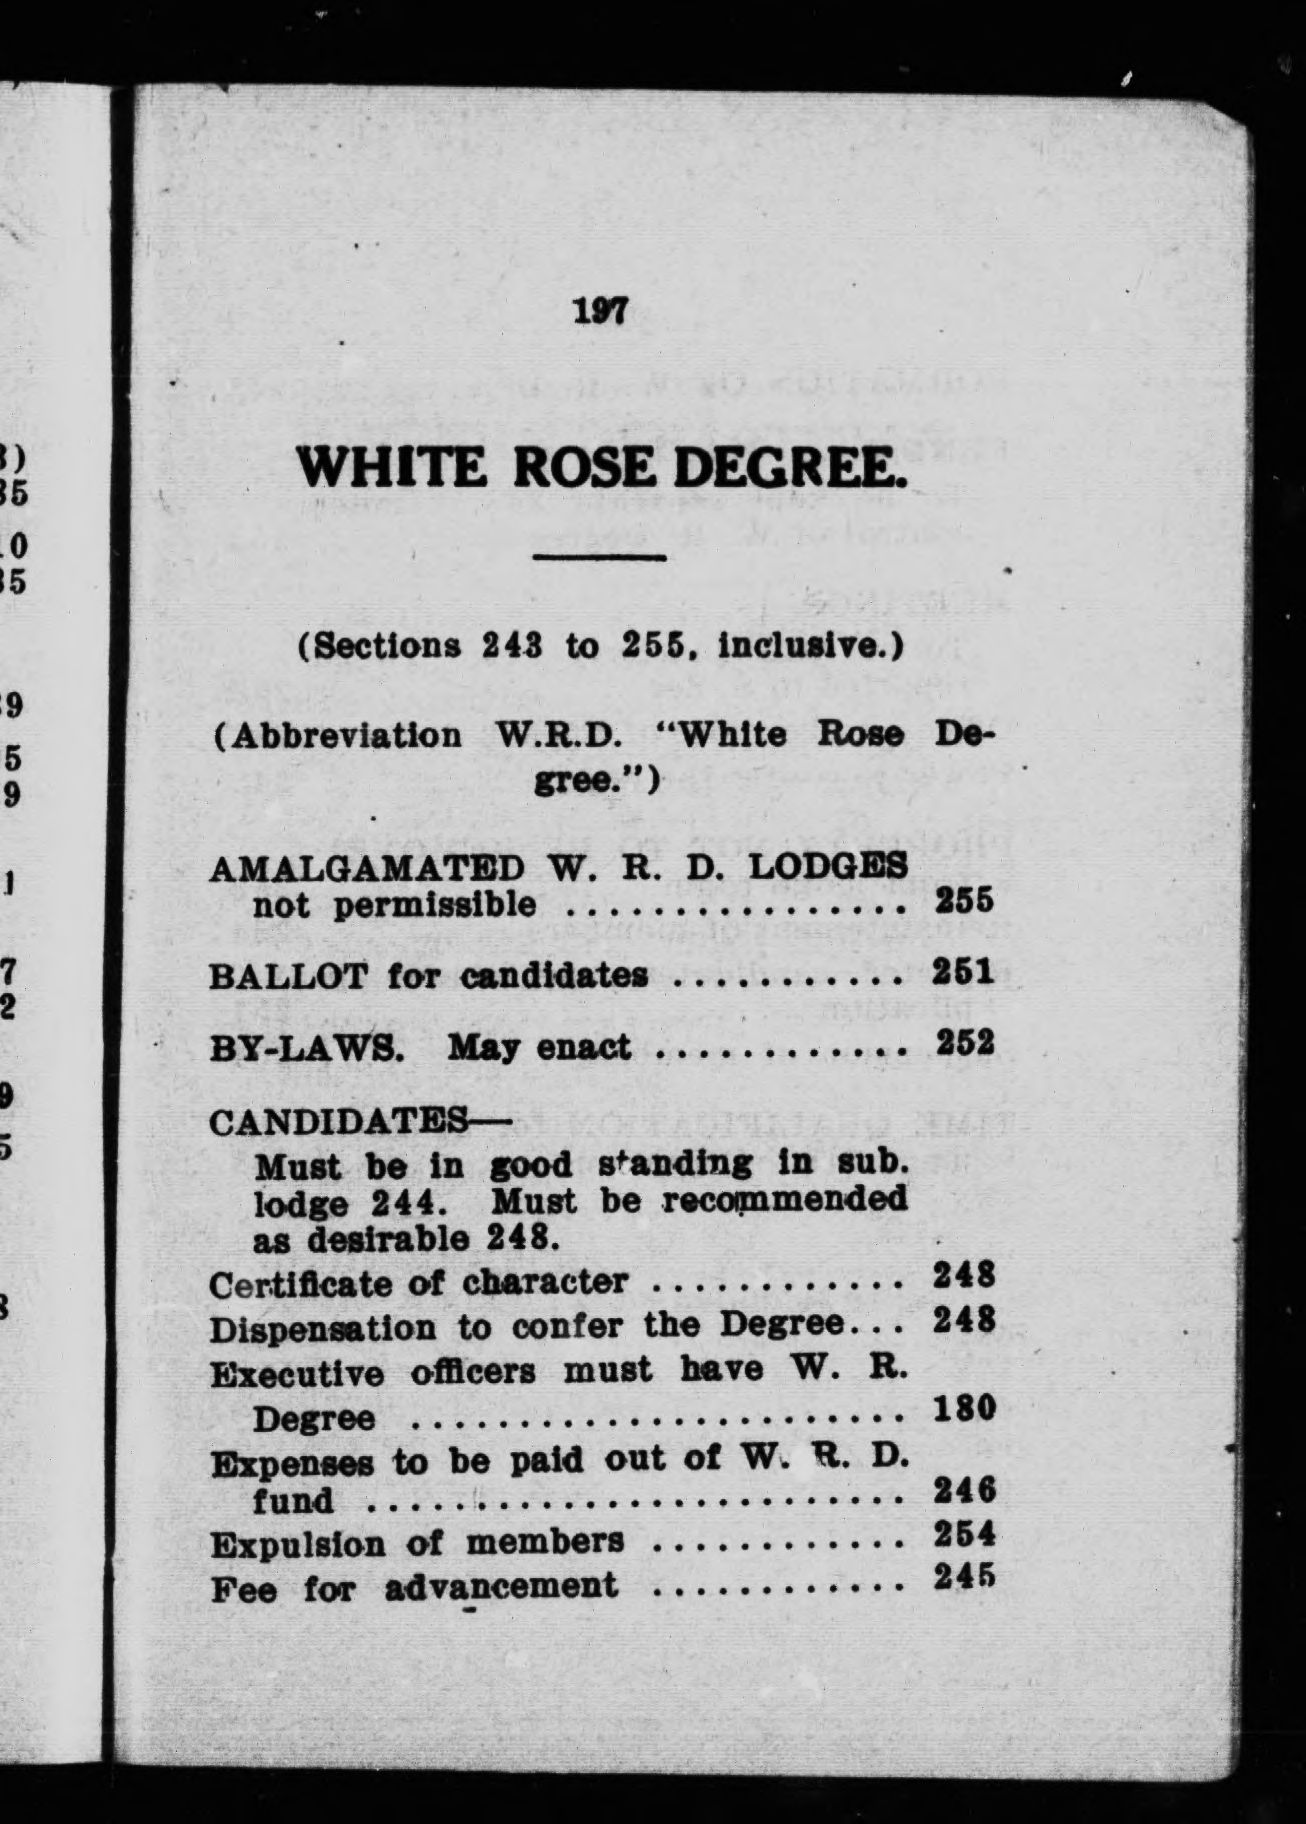 197
WHITE ROSE DEGREE.
(Sections 243 to 255, inclusive.)
(Abbreviation W.R.D. "White Rose De-
gree.")
AMALGAMATED W. R. D. LODGES
not permissible ................ 255
BALLOT for candidates ........... 251
BY-LAWS. May enact ............ 252
CANDIDATES—
Must be in good standing in sub.
lodge 244. Must be recommended
as desirable 248.
Certificate of character ............ 248
Dispensation to confer the Degree... 248
Executive officers must have W. R.
Degree ....................... 180
Expenses to be paid out of W. R. D.
fund ......................... 246
Expulsion of members ............ 254
Fee for advancement ............ 245